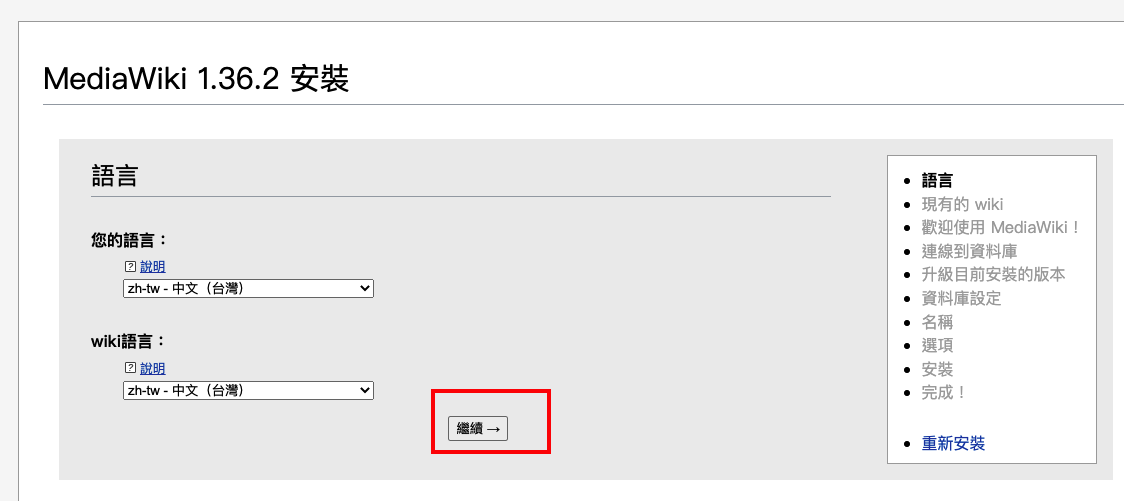 MediaWiki 1.36.2 安裝
語言
您的語言：
說明
zh-tw - 中文（台灣）
wiki語言：
說明
zh-tw - 中文（台灣）
繼續 →
語言
現有的 wiki
歡迎使用 MediaWiki！
連線到資料庫
升級目前安裝的版本
資料庫設定
名稱
選項
安裝
完成！
重新安裝